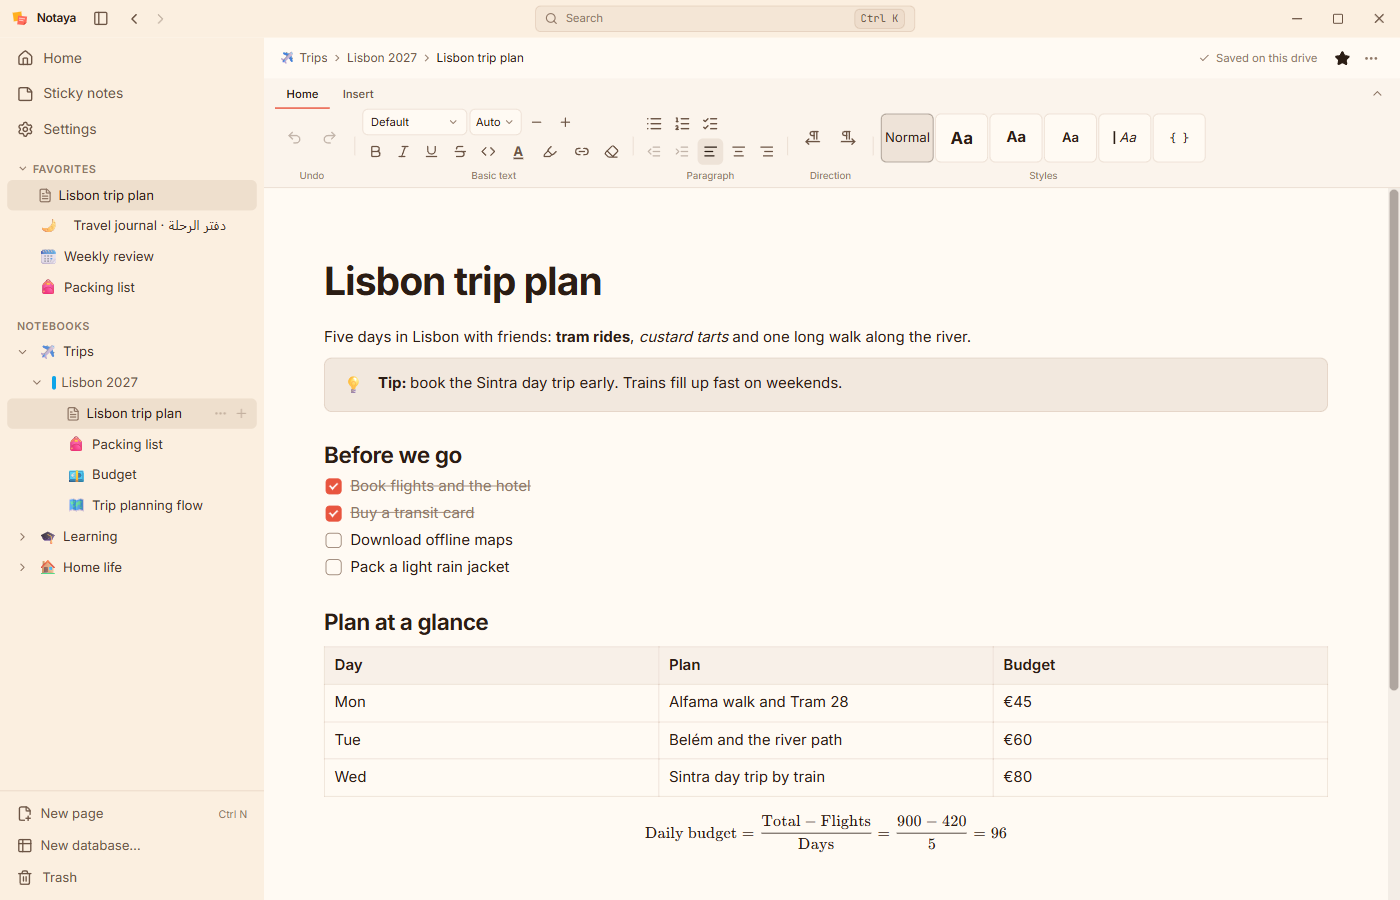 Notaya
Search
Ctrl K
Home
Sticky notes
Settings
FAVORITES
Lisbon trip plan
Travel journal · دفتر الرحلة
Weekly review
Packing list
NOTEBOOKS
Trips
Lisbon 2027
Lisbon trip plan
Packing list
Budget
Trip planning flow
Learning
Home life
New page
Ctrl N
New database...
Trash
Trips › Lisbon 2027 › Lisbon trip plan
Saved on this drive
Home
Insert
Default
Auto
B I U S A
Normal
Aa
Aa
Aa
Aa
{ }
Undo
Basic text
Paragraph
Direction
Styles
Lisbon trip plan
Five days in Lisbon with friends: tram rides, custard tarts and one long walk along the river.
Tip: book the Sintra day trip early. Trains fill up fast on weekends.
Before we go
Book flights and the hotel
Buy a transit card
Download offline maps
Pack a light rain jacket
Plan at a glance
Day Plan Budget
Mon Alfama walk and Tram 28 €45
Tue Belém and the river path €60
Wed Sintra day trip by train €80
Daily budget = Total − Flights / Days = 900 − 420 / 5 = 96